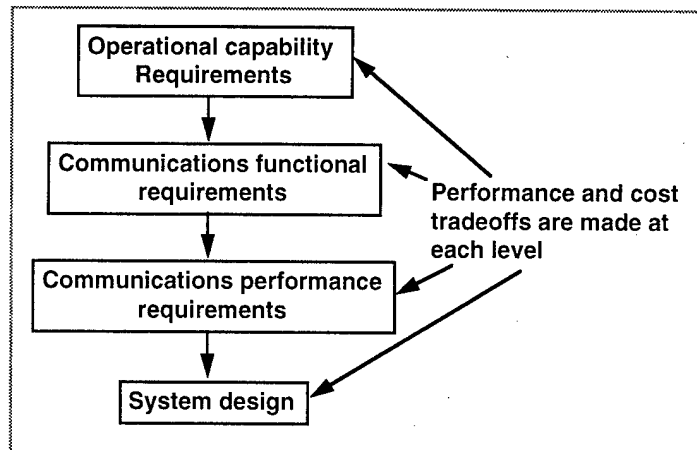 Operational capability
Requirements
Communications functional
requirements
Performance and cost
tradeoffs are made at
each level
Communications performance
requirements
System design